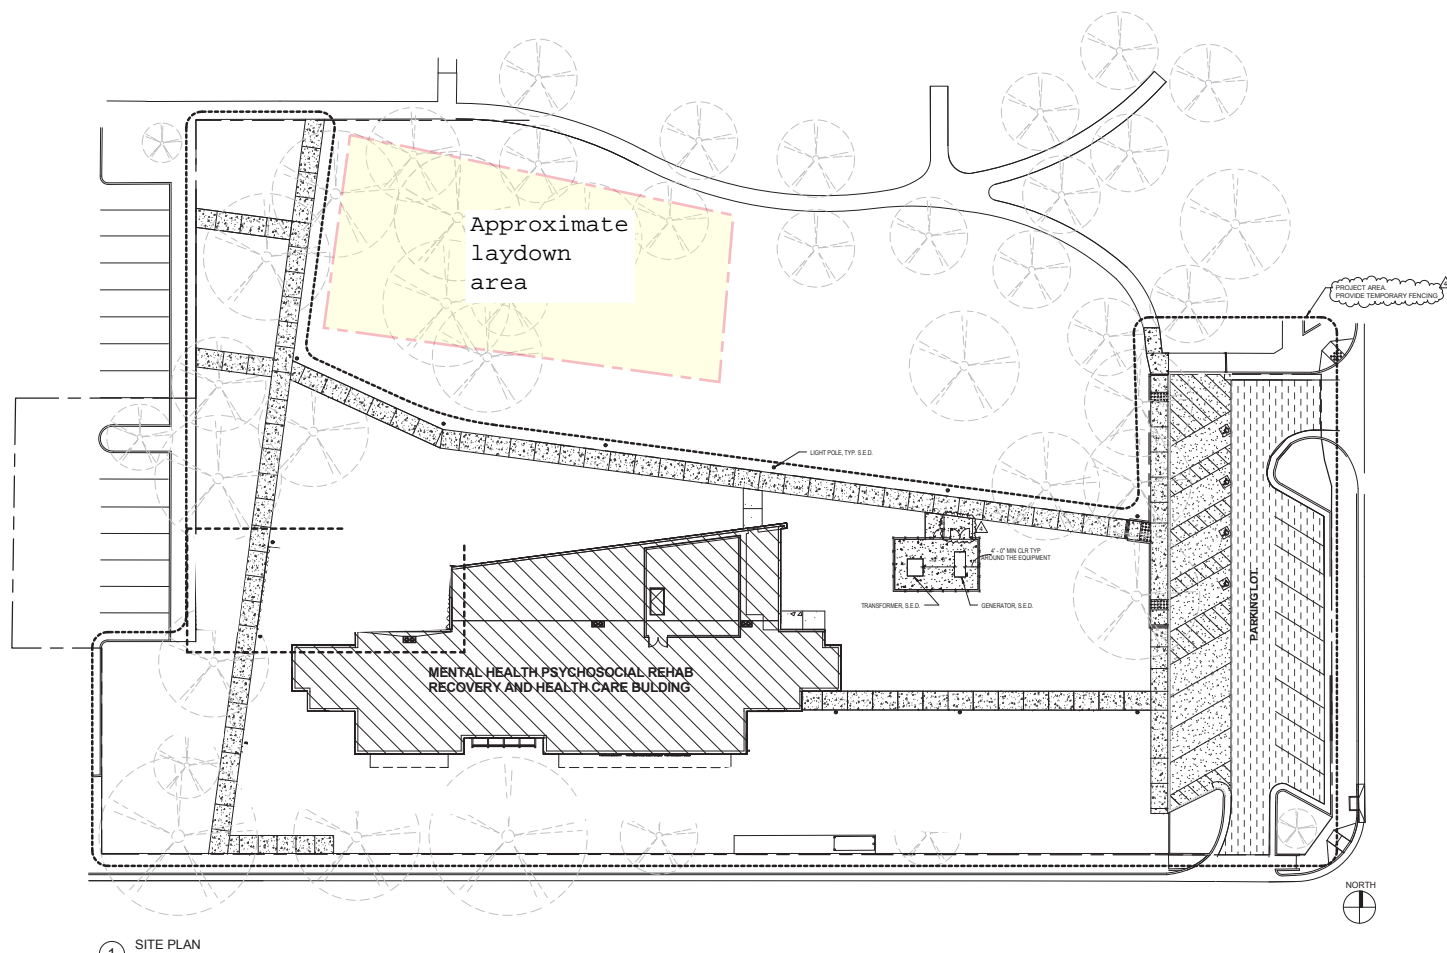 Approximate
laydown
area
PROJECT AREA.
PROVIDE TEMPORARY FENCING
LIGHT POLE, TYP. S.E.D.
4' - 0" MIN CLR TYP
AROUND THE EQUIPMENT
TRANSFORMER, S.E.D.
GENERATOR, S.E.D.
PARKING LOT.
MENTAL HEALTH PSYCHOSOCIAL REHAB
RECOVERY AND HEALTH CARE BULDING
NORTH
1
SITE PLAN